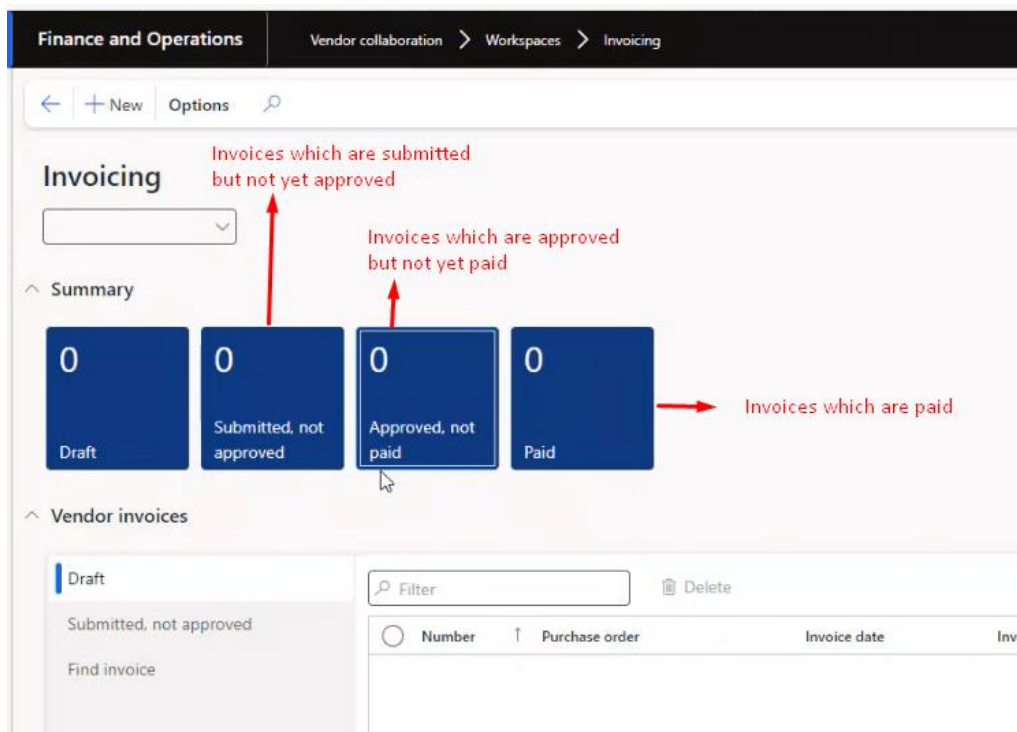 Finance and Operations
Vendor collaboration > Workspaces > Invoicing
New
Options
Invoicing
Invoices which are submitted
but not yet approved
Invoices which are approved
but not yet paid
Summary
0
Draft
0
Submitted, not
approved
0
Approved, not
paid
0
Paid
Invoices which are paid
Vendor invoices
Draft
Submitted, not approved
Find invoice
Filter
Delete
Number
Purchase order
Invoice date
Inv